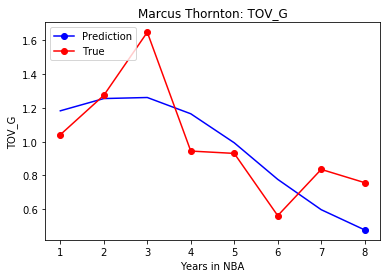 Marcus Thornton: TOV_G
Prediction
True
TOV_G
1.6
1.4
1.2
1.0
0.8
0.6
1 2 3 4 5 6 7 8
Years in NBA